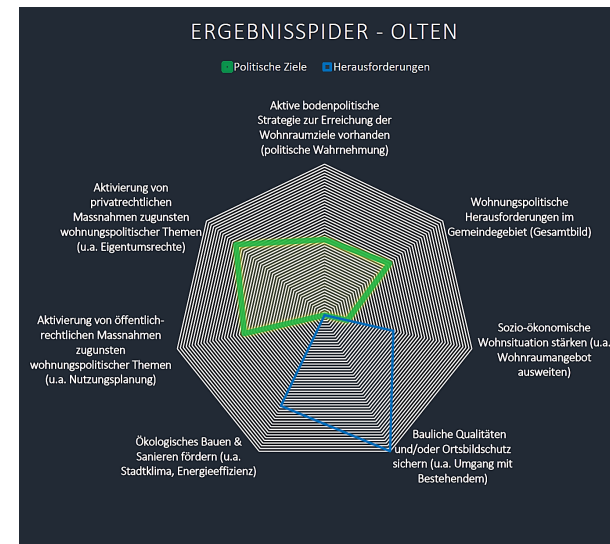 ERGEBNISSPIDER - OLTEN
Politische Ziele
Herausforderungen
Aktive bodenpolitische
Strategie zur Erreichung der
Wohnraumziele vorhanden
(politische Wahrnehmung)
Wohnungspolitische
Herausforderungen im
Gemeindegebiet (Gesamtbild)
Sozio-ökonomische
Wohnsituation stärken (u.a.
Wohnraumangebot
ausweiten)
Bauliche Qualitäten
und/oder Ortsbildschutz
sichern (u.a. Umgang mit
Bestehendem)
Ökologisches Bauen &
Sanieren fördern (u.a.
Stadtklima, Energieeffizienz)
Aktivierung von öffentlich-
rechtlichen Massnahmen
zugunsten
wohnungspolitischer Themen
(u.a. Nutzungsplanung)
Aktivierung von
privatrechtlichen
Massnahmen zugunsten
wohnungspolitischer Themen
(u.a. Eigentumsrechte)